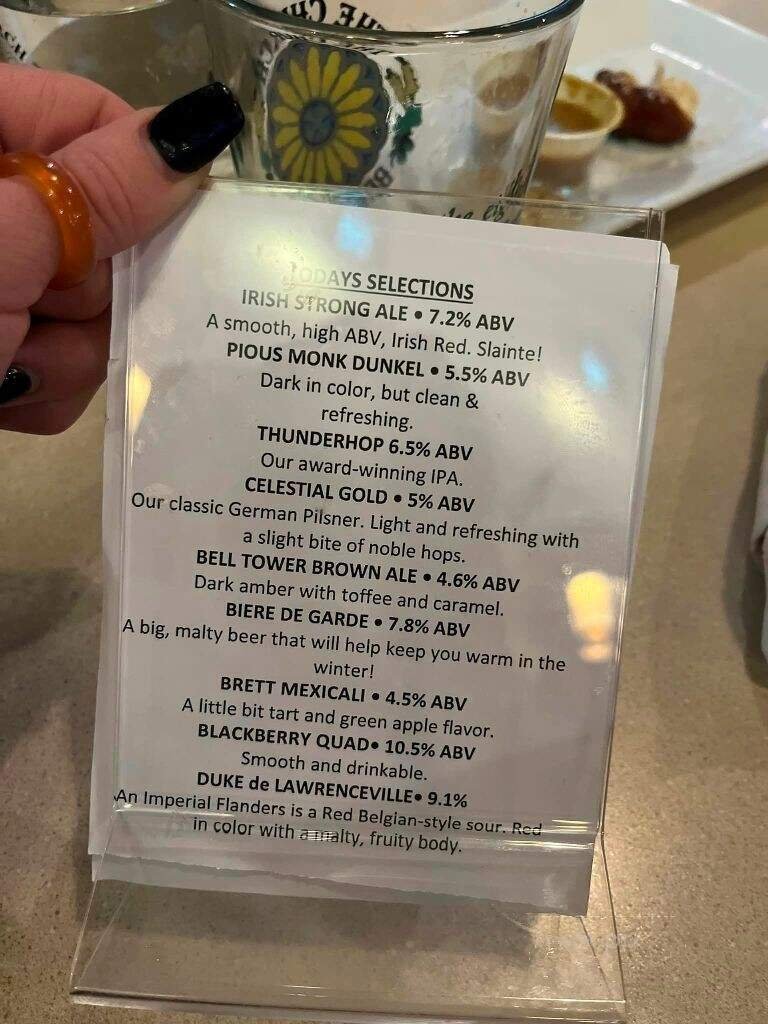 THE CH
TODAYS SELECTIONS
IRISH STRONG ALE • 7.2% ABV
A smooth, high ABV, Irish Red. Slainte!
PIOUS MONK DUNKEL • 5.5% ABV
Dark in color, but clean &
refreshing.
THUNDERHOP 6.5% ABV
Our award-winning IPA.
CELESTIAL GOLD • 5% ABV
Our classic German Pilsner. Light and refreshing with
a slight bite of noble hops.
BELL TOWER BROWN ALE • 4.6% ABV
Dark amber with toffee and caramel.
BIERE DE GARDE • 7.8% ABV
A big, malty beer that will help keep you warm in the
winter!
BRETT MEXICALI • 4.5% ABV
A little bit tart and green apple flavor.
BLACKBERRY QUAD• 10.5% ABV
Smooth and drinkable.
DUKE de LAWRENCEVILLE• 9.1%
An Imperial Flanders is a Red Belgian-style sour. Red
in color with a malty, fruity body.